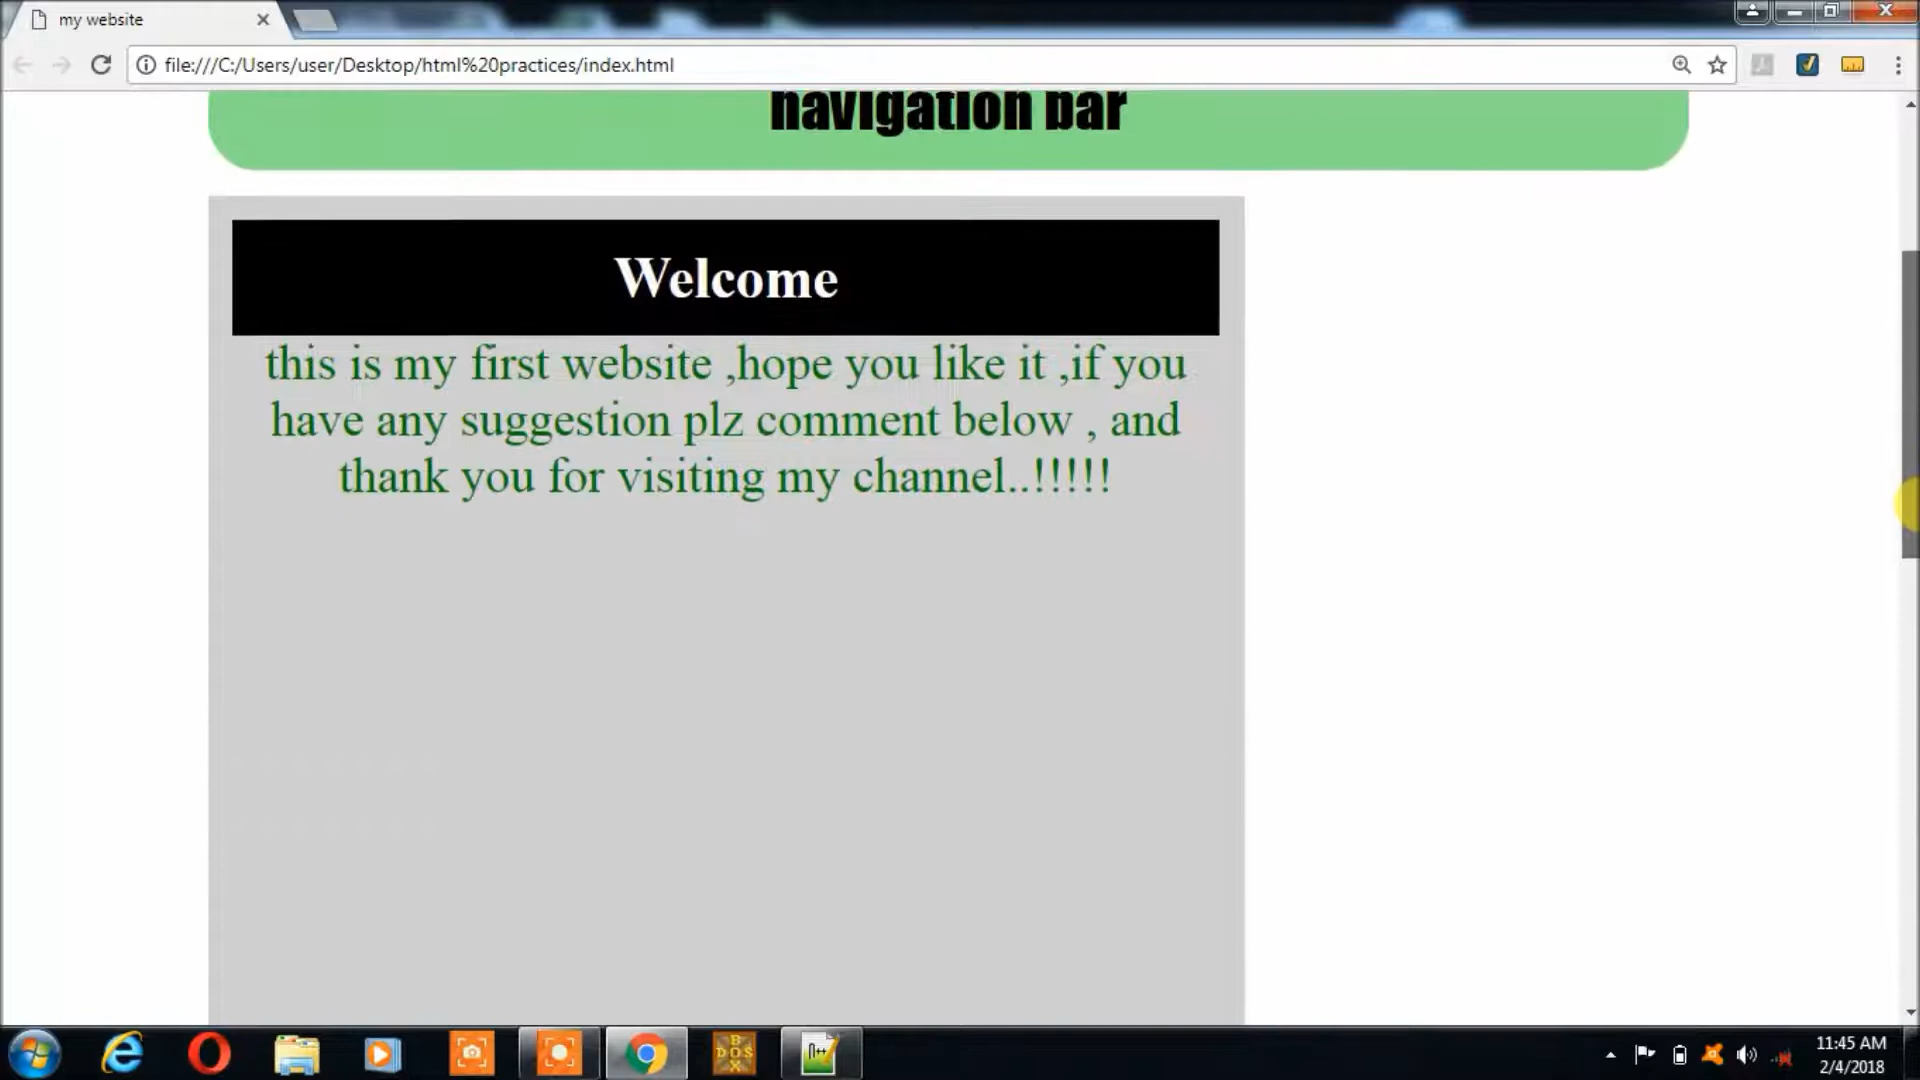 my website
file:///C:/Users/user/Desktop/html%20practices/index.html
navigation bar
Welcome
this is my first website ,hope you like it ,if you
have any suggestion plz comment below , and
thank you for visiting my channel..!!!!!
B
DOS
X
n++
11:45 AM
2/4/2018